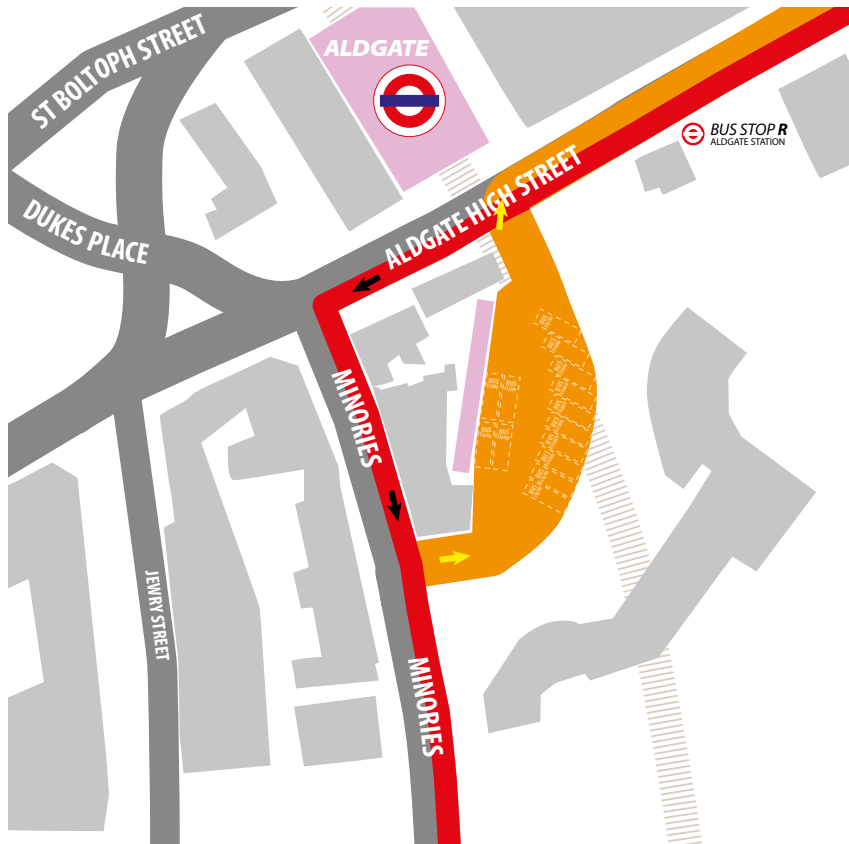 ST BOLTOPH STREET
ALDGATE
BUS STOP R
ALDGATE STATION
DUKES PLACE
ALDGATE HIGH STREET
MINORIES
JEWRY STREET
MINORIES